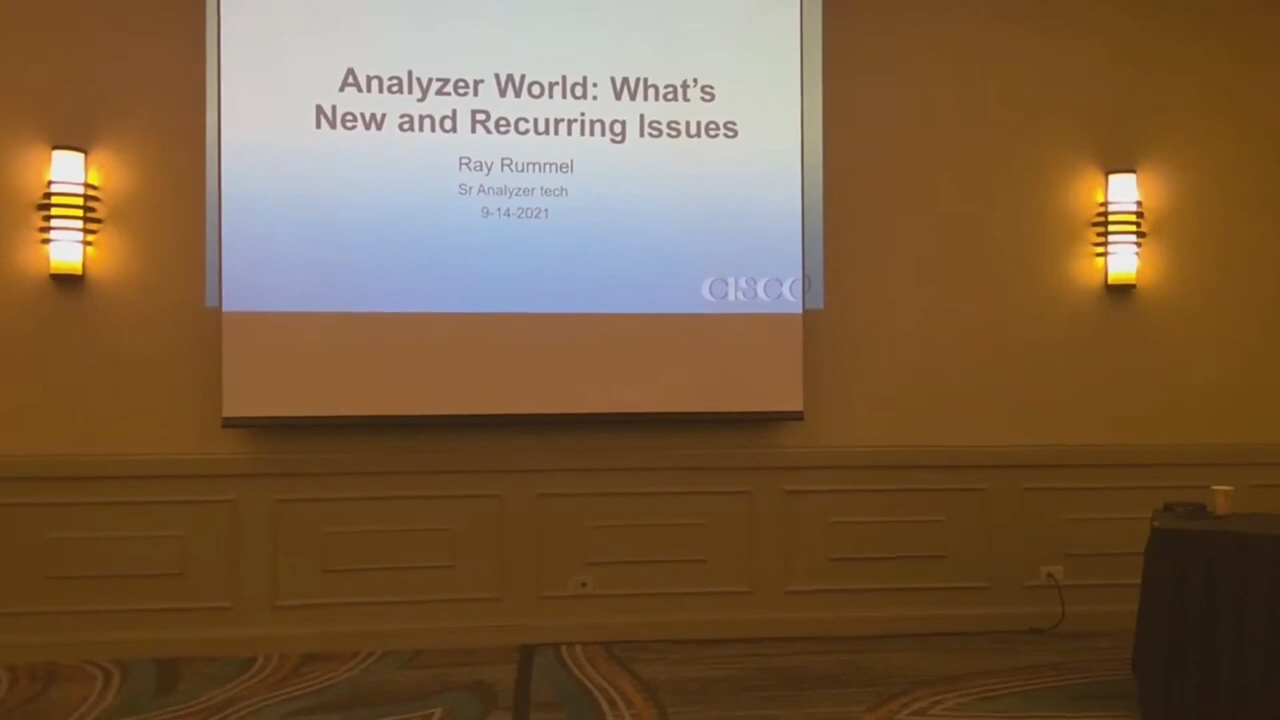 Analyzer World: What's
New and Recurring Issues
Ray Rummel
Sr Analyzer tech
9-14-2021
CISCO